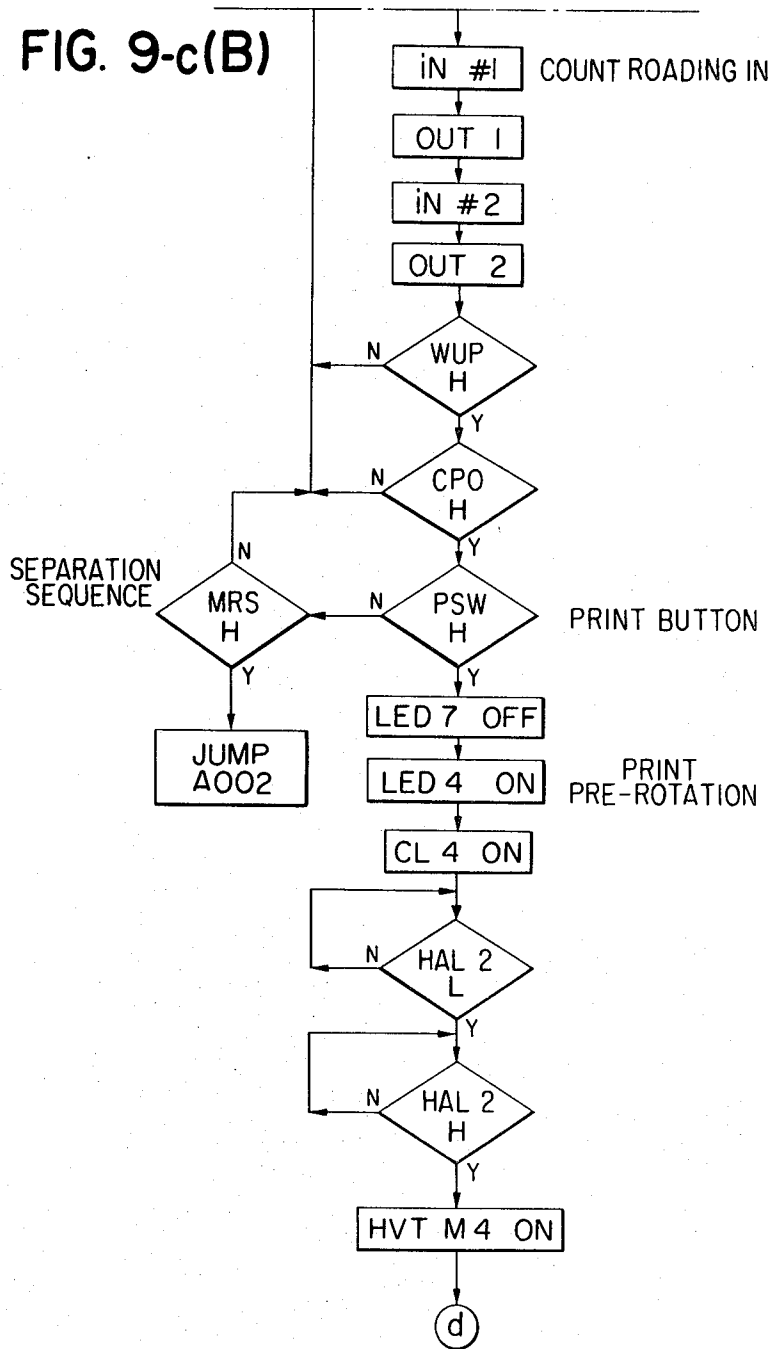 FIG. 9-c(B)
iN #1
COUNT ROADING IN
OUT 1
iN #2
OUT 2
WUP
H
N
Y
CPO
H
N
Y
SEPARATION
SEQUENCE
N
MRS
H
Y
N
PSW
H
Y
PRINT BUTTON
JUMP
A002
LED 7 OFF
LED 4 ON
PRINT
PRE-ROTATION
CL 4 ON
N
HAL 2
L
Y
N
HAL 2
H
Y
HVT M4 ON
d